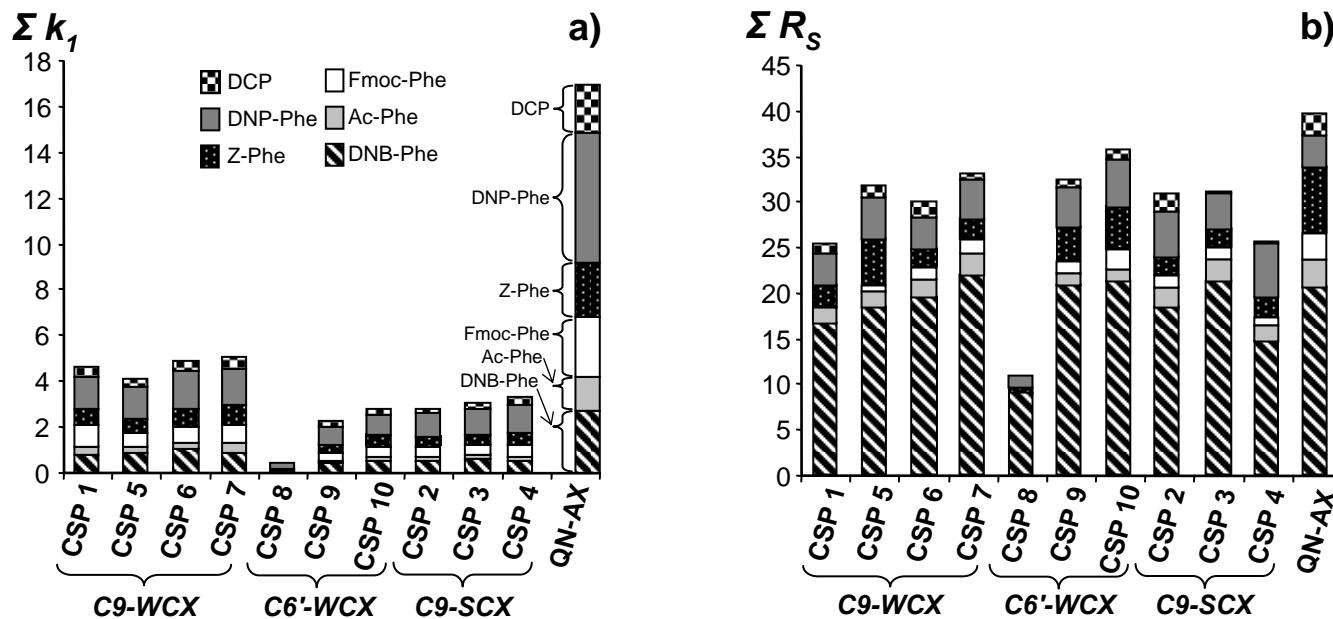 Σ k1
a)
18
16
14
12
10
8
6
4
2
0
DCP
DNP-Phe
Z-Phe
Fmoc-Phe
Ac-Phe
DNB-Phe
DCP
DNP-Phe
Z-Phe
Fmoc-Phe
Ac-Phe
DNB-Phe
CSP 1
CSP 5
CSP 6
CSP 7
CSP 8
CSP 9
CSP 10
CSP 2
CSP 3
CSP 4
QN-AX
C9-WCX
C6'-WCX
C9-SCX
Σ RS
b)
45
40
35
30
25
20
15
10
5
0
CSP 1
CSP 5
CSP 6
CSP 7
CSP 8
CSP 9
CSP 10
CSP 2
CSP 3
CSP 4
QN-AX
C9-WCX
C6'-WCX
C9-SCX